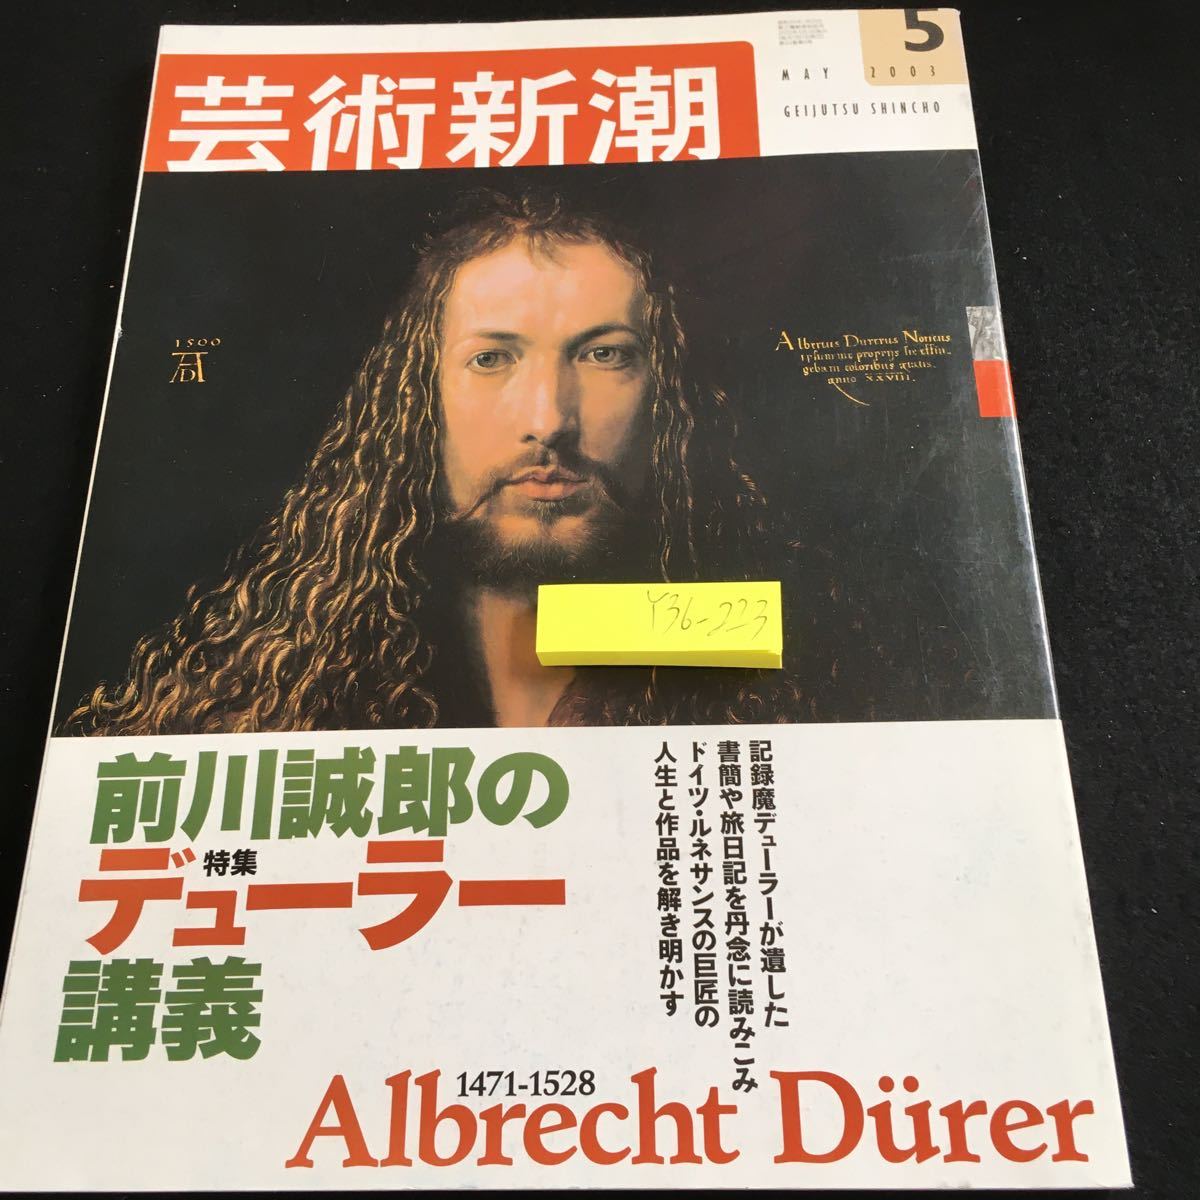 5
MAY 2003
GEIJUTSU SHINCHO
芸術新潮
1500
AD
Albertus Durerus Noricus
ipsum me proprijs sic effin-
gebam coloribus ætatis
anno XXVIII.
Y36-223
前川誠郎の
特集
デューラー
講義
記録魔デューラーが遺した
書簡や旅日記を丹念に読みこみ
ドイツ・ルネサンスの巨匠の
人生と作品を解き明かす
1471-1528
Albrecht Dürer